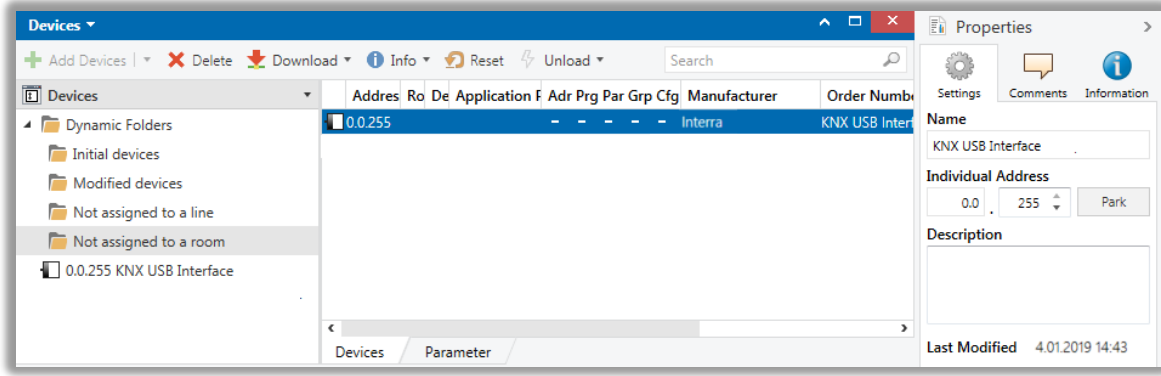 Devices
Add Devices Delete Download Info Reset Unload Search
Devices
Dynamic Folders
Initial devices
Modified devices
Not assigned to a line
Not assigned to a room
0.0.255 KNX USB Interface
Addres Ro De Application F Adr Prg Par Grp Cfg Manufacturer Order Numbe
0.0.255 - - - - - Interra KNX USB Interf
Devices Parameter
Properties
Settings Comments Information
Name
KNX USB Interface
Individual Address
0.0 . 255 Park
Description
Last Modified 4.01.2019 14:43